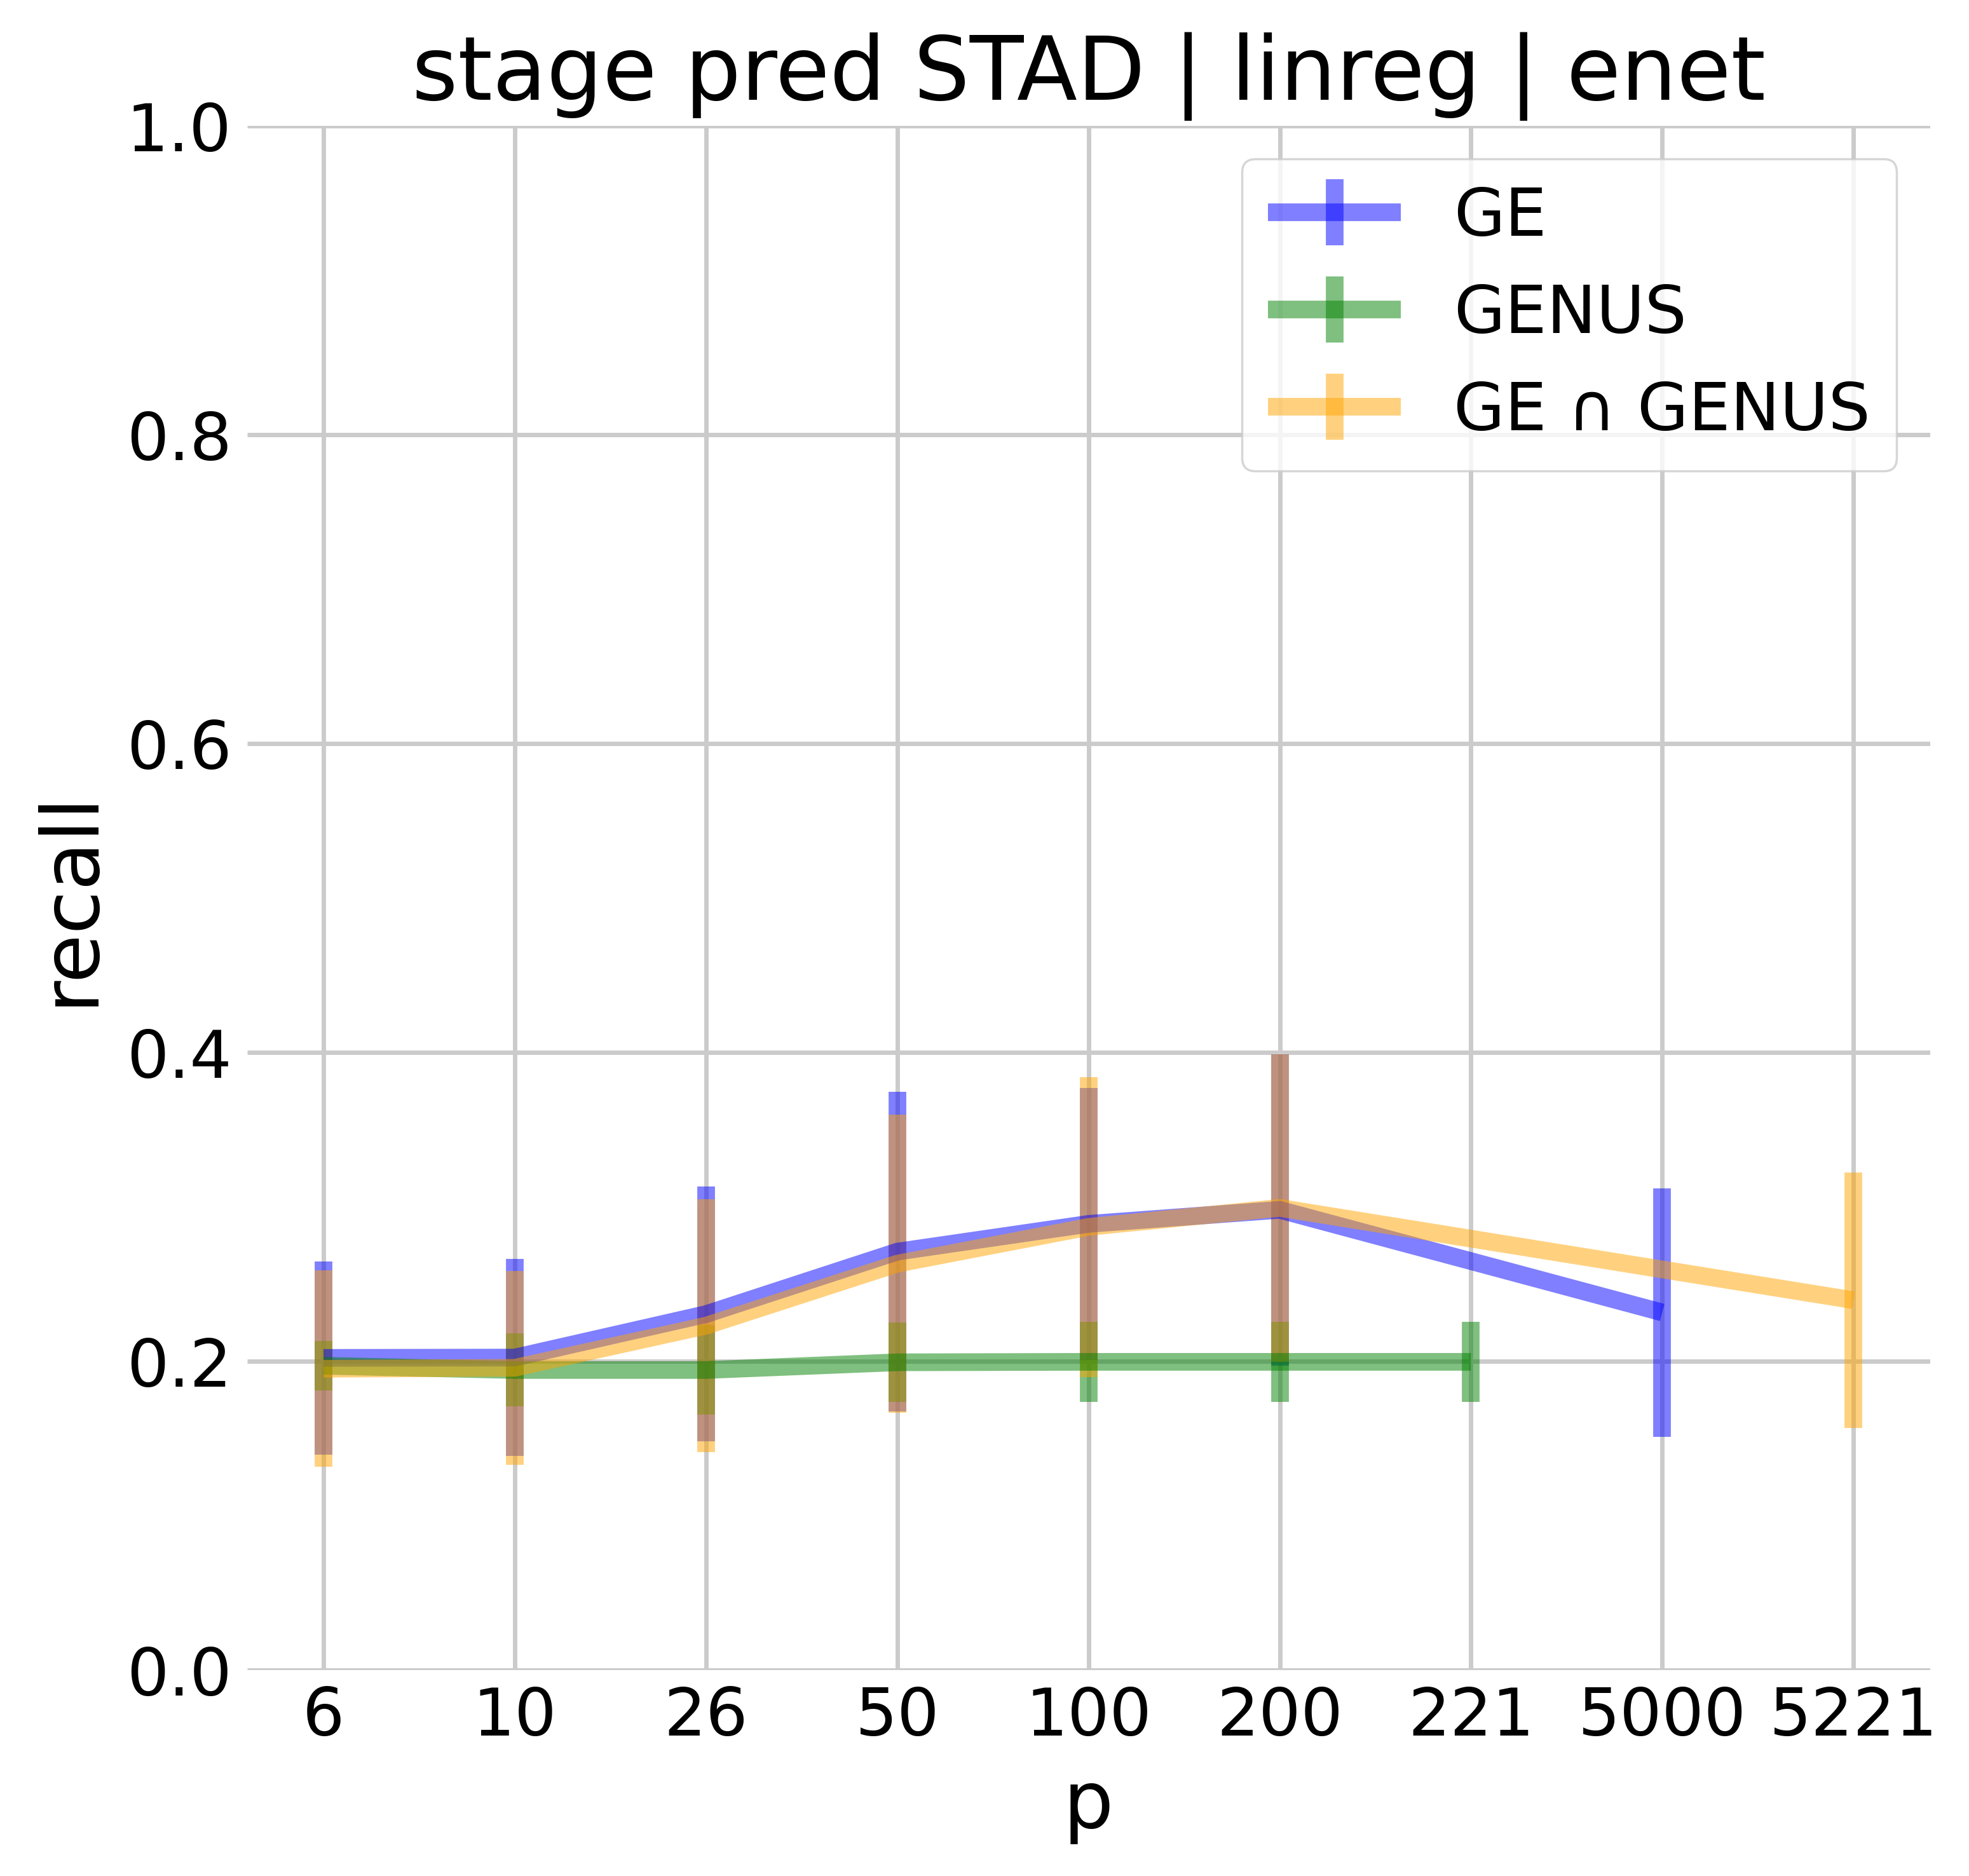 stage pred STAD | linreg | enet
1.0
0.8
0.6
0.4
0.2
0.0
recall
GE
GENUS
GE ∩ GENUS
6 10 26 50 100 200 221 5000 5221
p